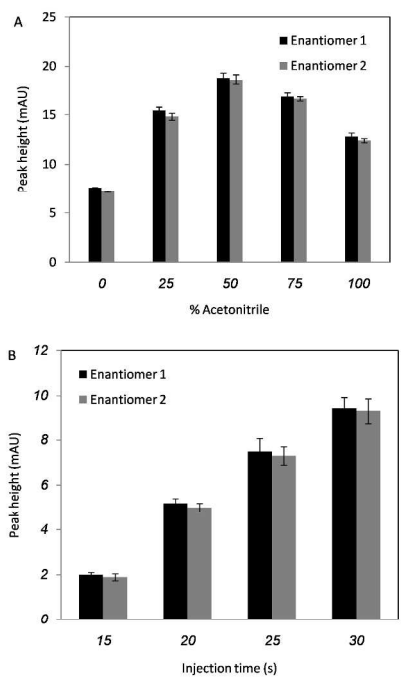 A
25
20
15
10
5
0
Peak height (mAU)
Enantiomer 1
Enantiomer 2
0 25 50 75 100
% Acetonitrile
B
12
10
8
6
4
2
0
Peak height (mAU)
Enantiomer 1
Enantiomer 2
15 20 25 30
Injection time (s)